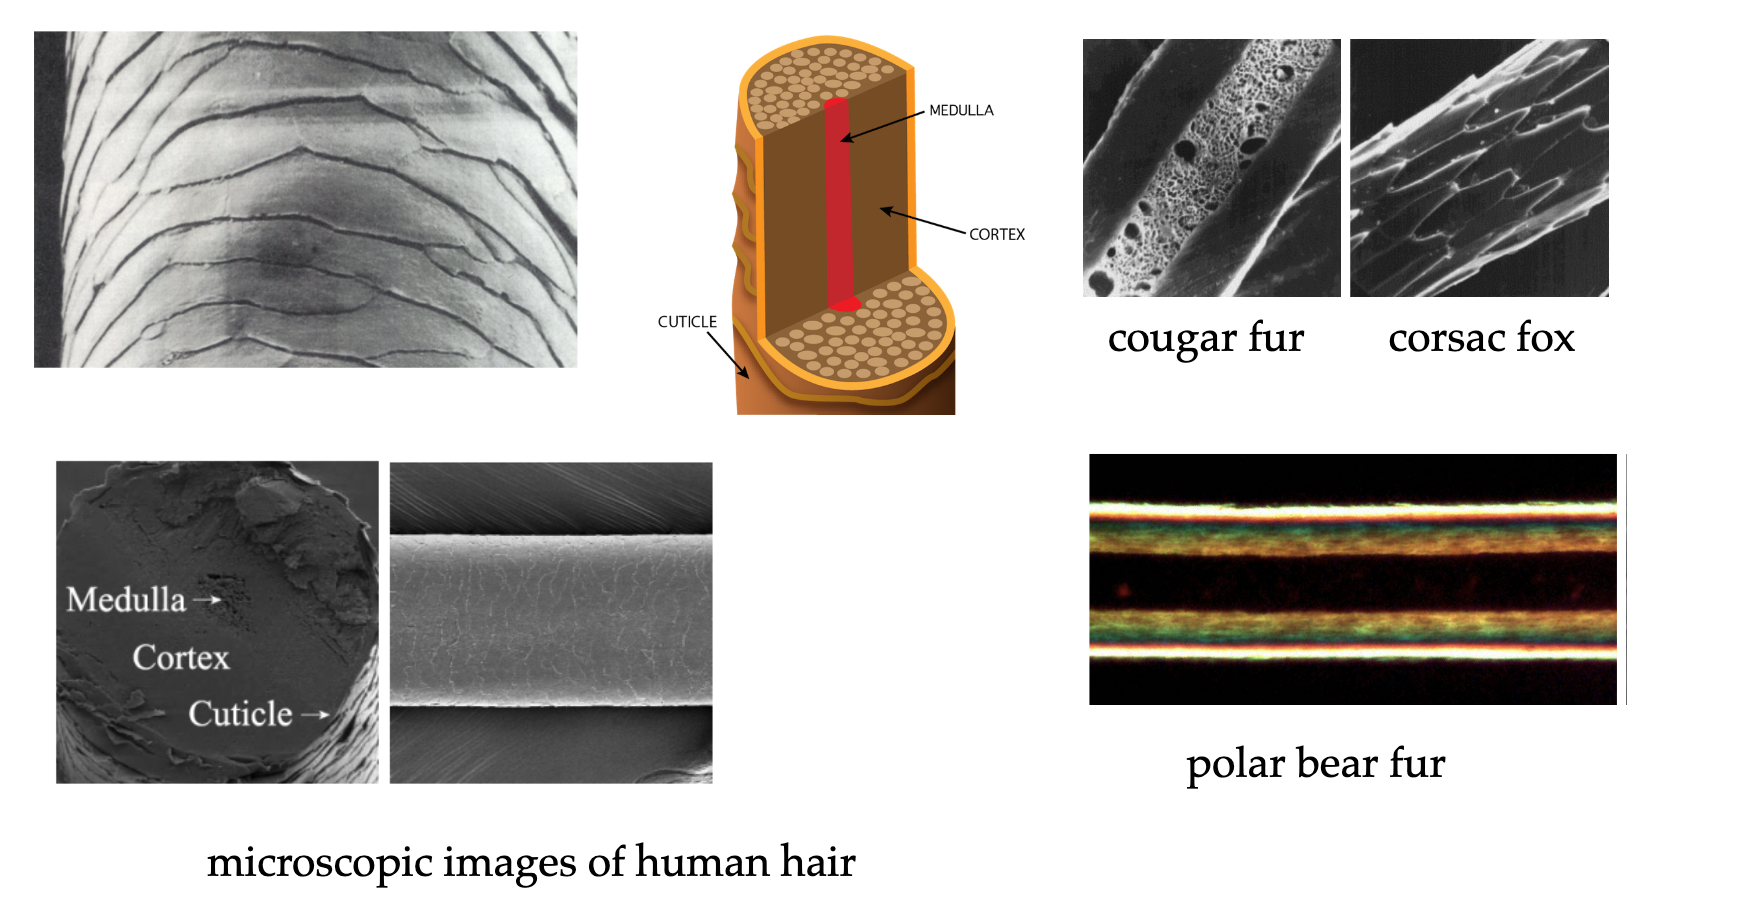 MEDULLA
CORTEX
CUTICLE
cougar fur
corsac fox
Medulla
Cortex
Cuticle
polar bear fur
microscopic images of human hair